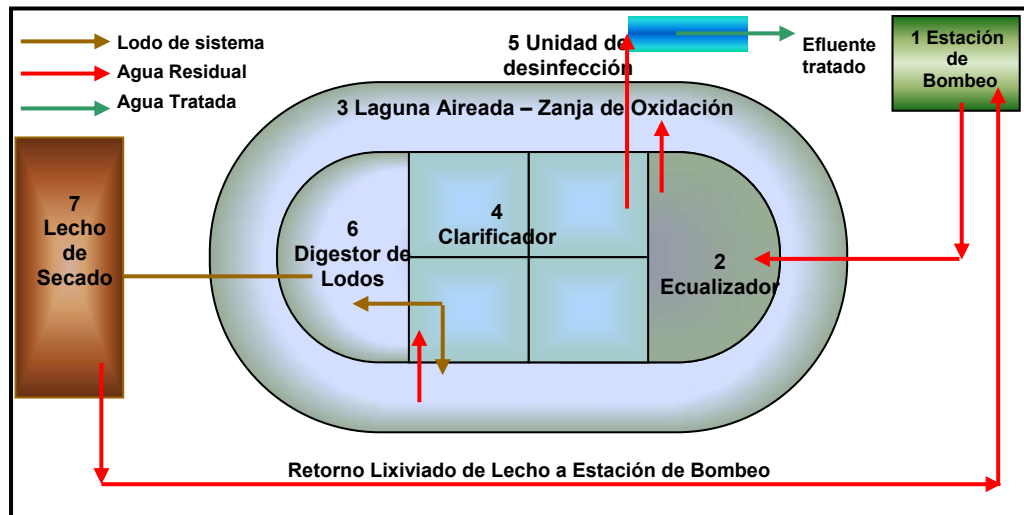 Lodo de sistema
Agua Residual
Agua Tratada
5 Unidad de
desinfección
Efluente
tratado
1 Estación
de
Bombeo
3 Laguna Aireada – Zanja de Oxidación
7
Lecho
de
Secado
6
Digestor de
Lodos
4
Clarificador
2
Ecualizador
Retorno Lixiviado de Lecho a Estación de Bombeo